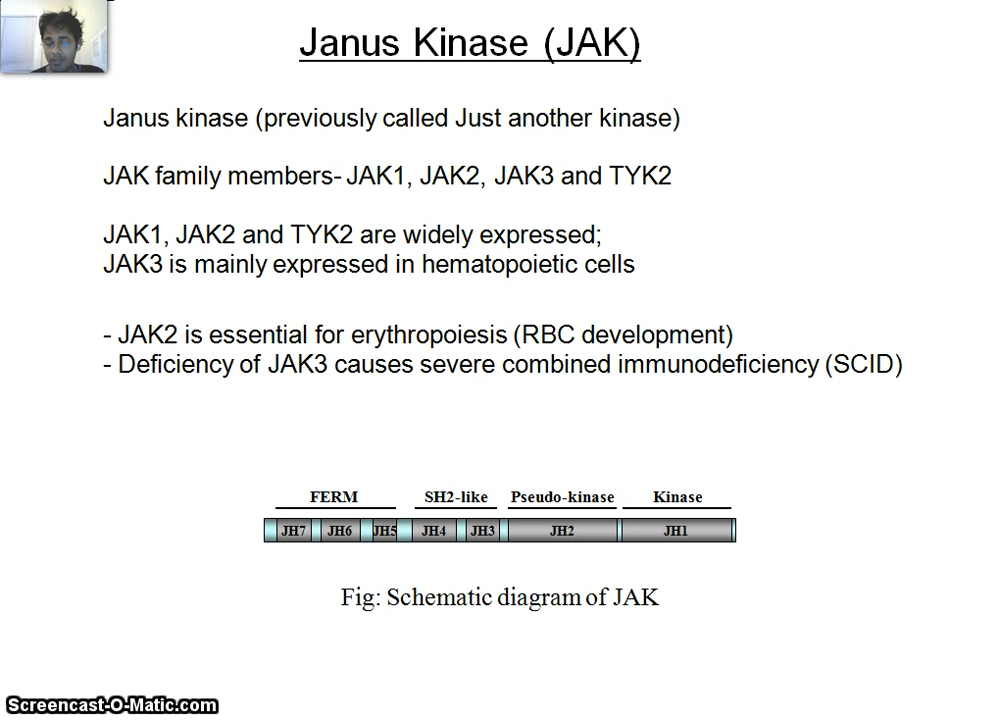 Janus Kinase (JAK)
Janus kinase (previously called Just another kinase)
JAK family members- JAK1, JAK2, JAK3 and TYK2
JAK1, JAK2 and TYK2 are widely expressed;
JAK3 is mainly expressed in hematopoietic cells
- JAK2 is essential for erythropoiesis (RBC development)
- Deficiency of JAK3 causes severe combined immunodeficiency (SCID)
FERM SH2-like Pseudo-kinase Kinase
JH7 JH6 JH5 JH4 JH3 JH2 JH1
Fig: Schematic diagram of JAK
Screencast-O-Matic.com